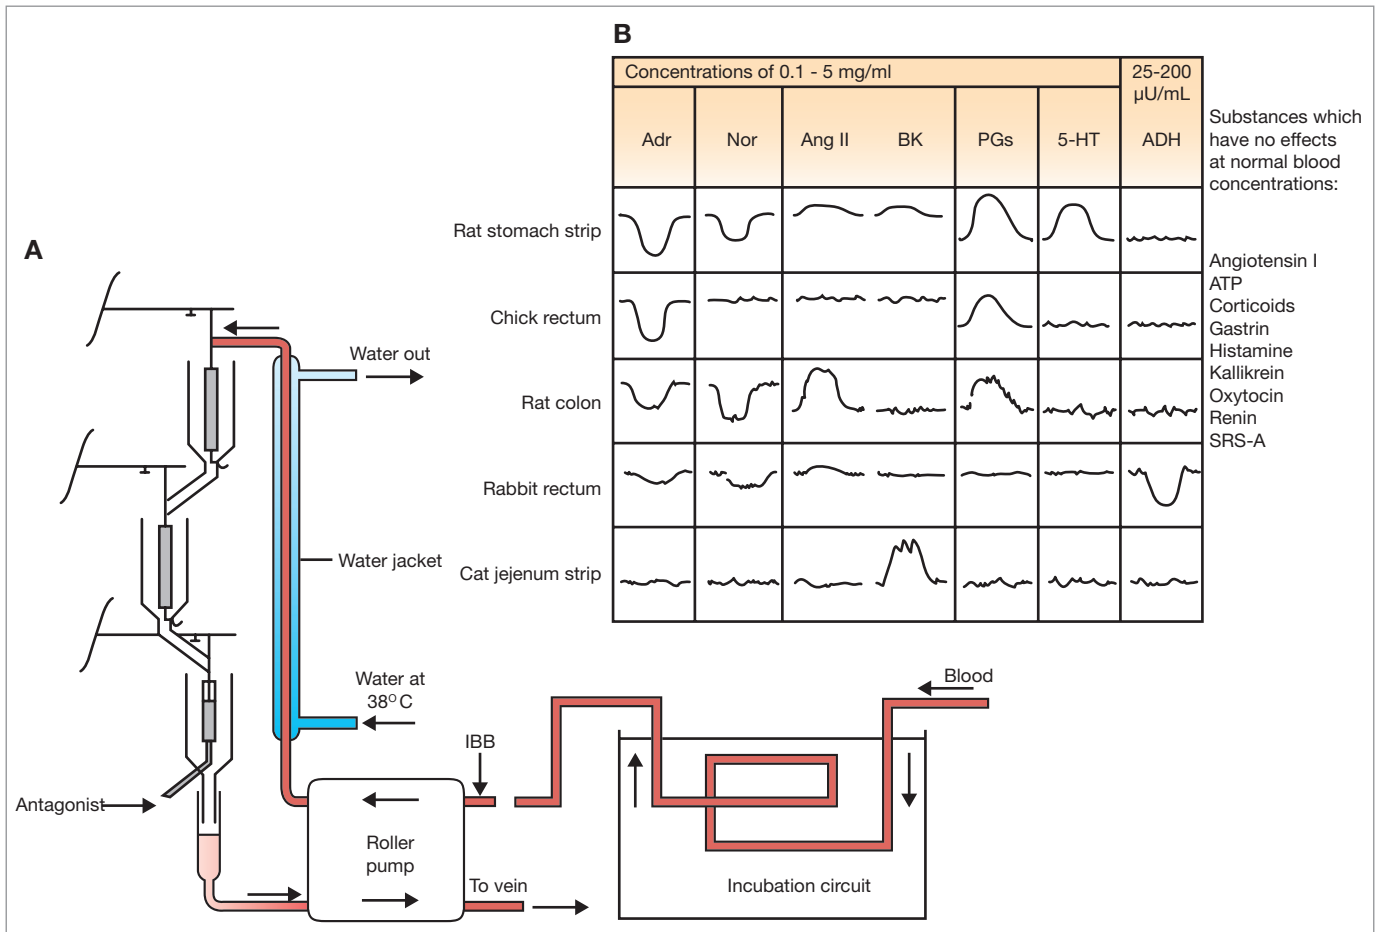 A
Water out
Water jacket
Water at
38° C
IBB
Antagonist
Roller
pump
To vein
Blood
Incubation circuit
B
Concentrations of 0.1 - 5 mg/ml
25-200
µU/mL
Adr Nor Ang II BK PGs 5-HT ADH
Rat stomach strip
Chick rectum
Rat colon
Rabbit rectum
Cat jejenum strip
Substances which
have no effects
at normal blood
concentrations:
Angiotensin I
ATP
Corticoids
Gastrin
Histamine
Kallikrein
Oxytocin
Renin
SRS-A